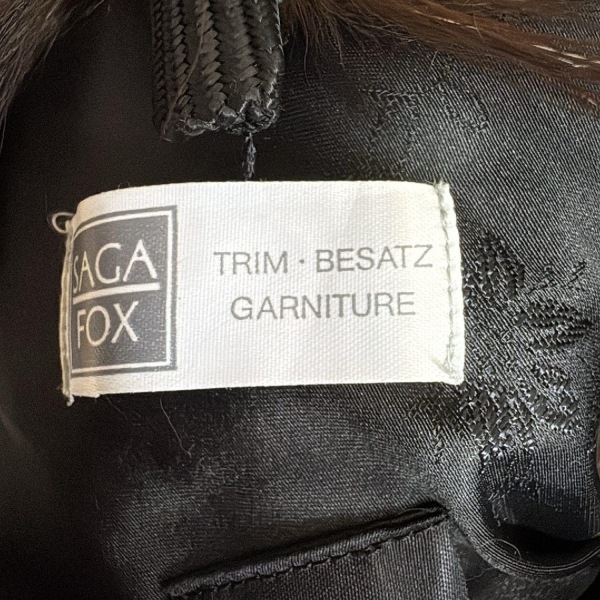 SAGA
FOX
TRIM · BESATZ
GARNITURE